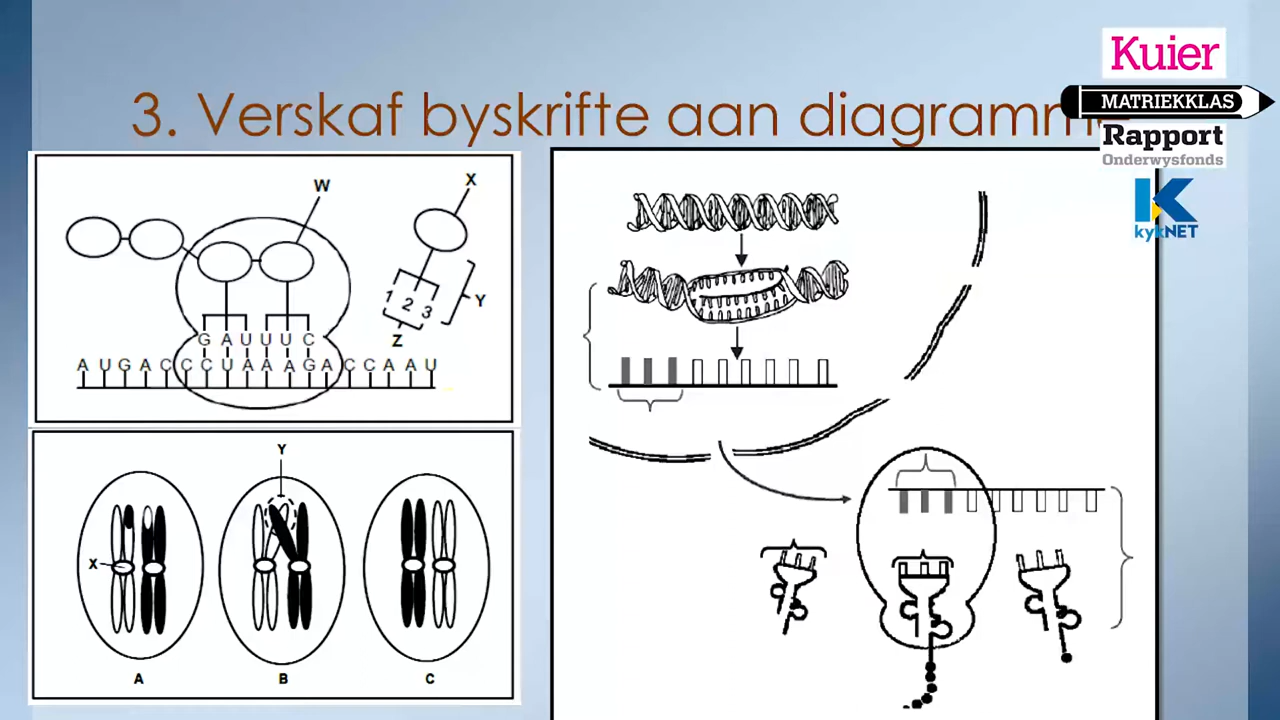 Kuier
MATRIEKKLAS
Rapport
Onderwysfonds
K
kykNET
3. Verskaf byskrifte aan diagramme
W
X
1 2 3
Y
Z
G A U U U C
A U G A C C C U A A A G A C C A A U
Y
X
A B C